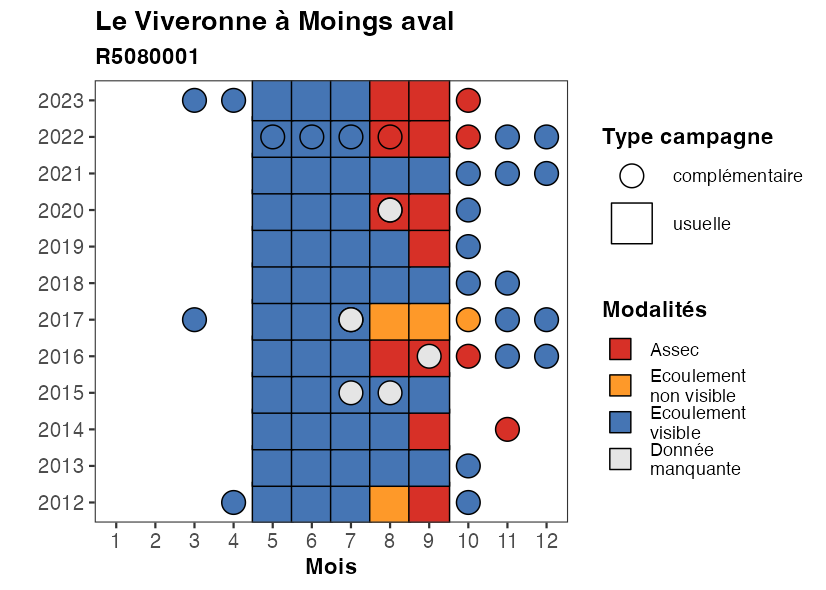 Le Viveronne à Moings aval
R5080001
2023
2022
2021
2020
2019
2018
2017
2016
2015
2014
2013
2012
1 2 3 4 5 6 7 8 9 10 11 12
Mois
Type campagne
complémentaire
usuelle
Modalités
Assec
Ecoulement
non visible
Ecoulement
visible
Donnée
manquante